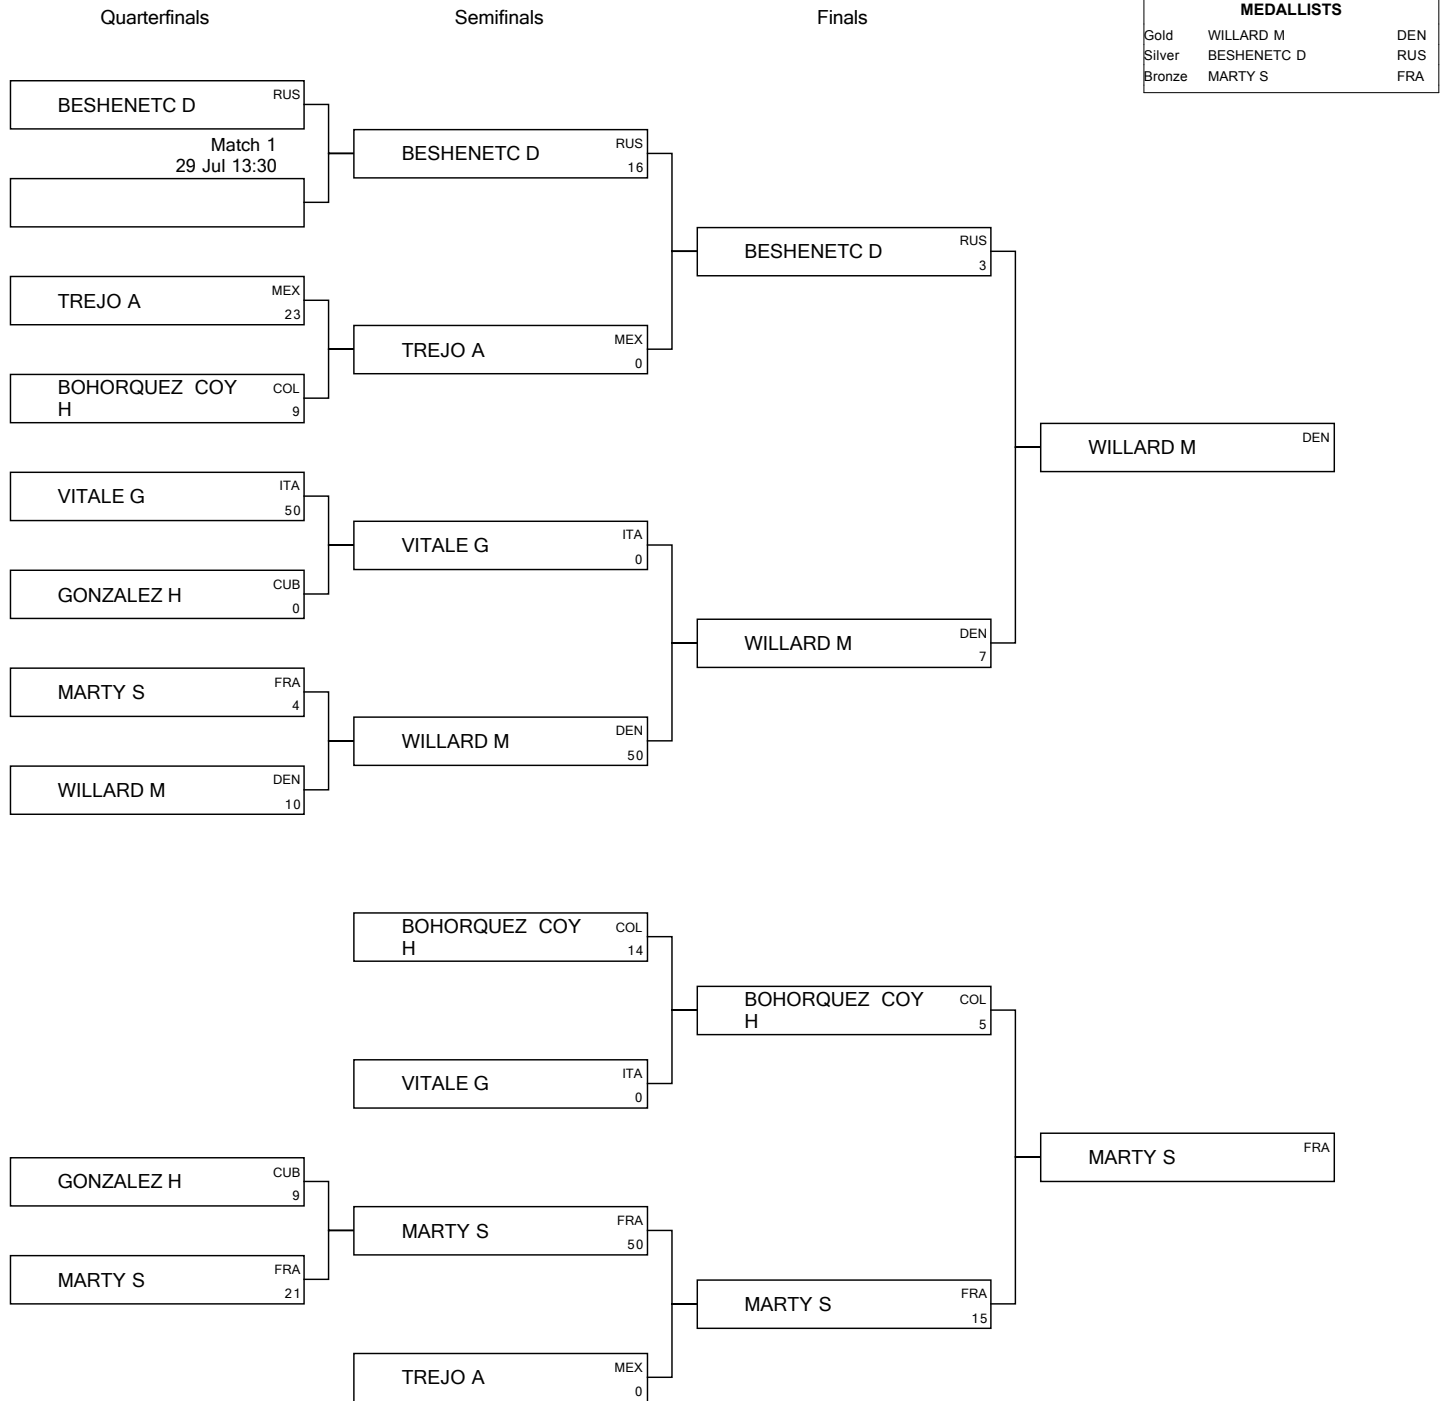 Quarterfinals Semifinals Finals
MEDALLISTS
Gold WILLARD M DEN
Silver BESHENETC D RUS
Bronze MARTY S FRA
BESHENETC D RUS
Match 1
29 Jul 13:30
BESHENETC D RUS
16
BESHENETC D RUS
3
TREJO A MEX
23
TREJO A MEX
0
BOHORQUEZ COY COL
H 9
WILLARD M DEN
VITALE G ITA
50
VITALE G ITA
0
GONZALEZ H CUB
0
WILLARD M DEN
7
MARTY S FRA
4
WILLARD M DEN
50
WILLARD M DEN
10
BOHORQUEZ COY COL
H 14
BOHORQUEZ COY COL
H 5
VITALE G ITA
0
MARTY S FRA
GONZALEZ H CUB
9
MARTY S FRA
50
MARTY S FRA
21
MARTY S FRA
15
TREJO A MEX
0